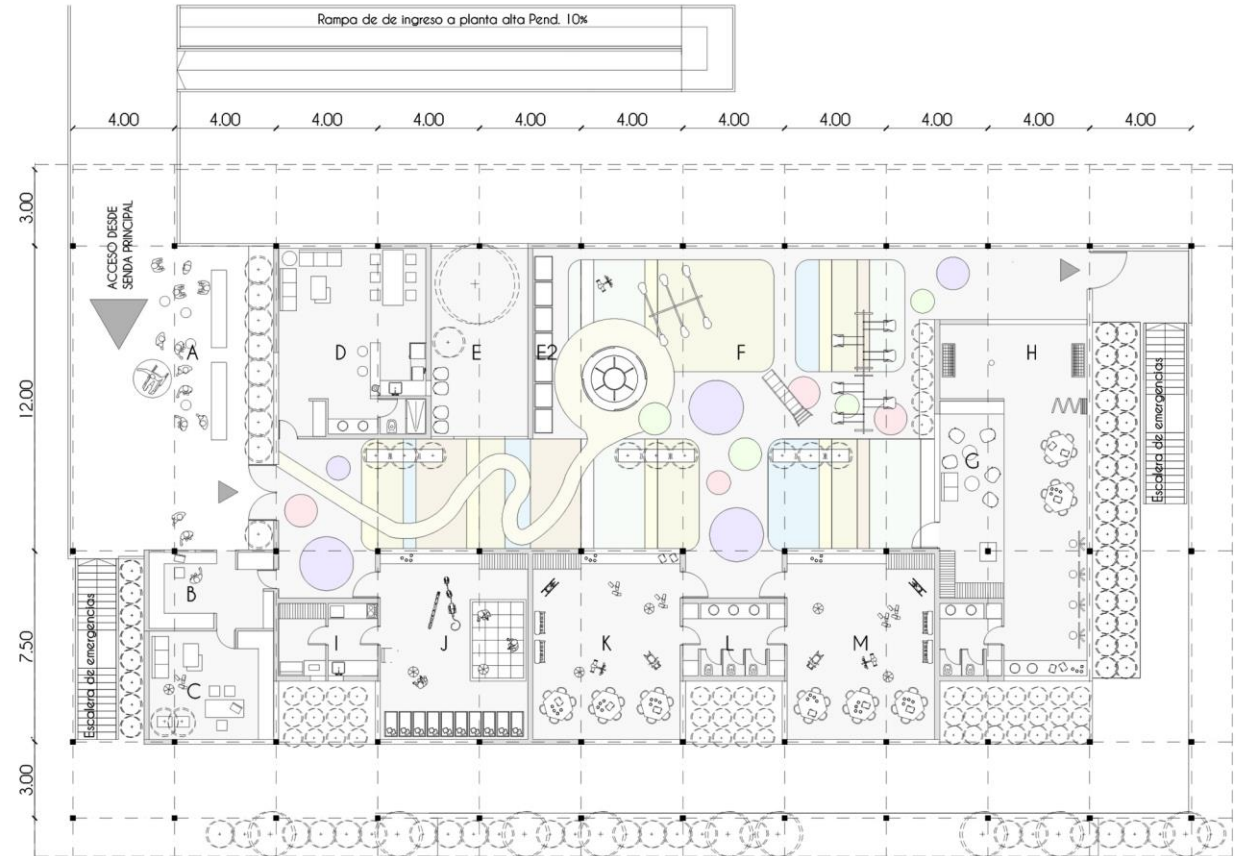 Rampa de de ingreso a planta alta Pend. 10%
4.00 4.00 4.00 4.00 4.00 4.00 4.00 4.00 4.00 4.00 4.00
3.00
ACCESO DESDE
SENDA PRINCIPAL
12.00
A
D
E
E2
F
H
G
Escalera de emergencias
7.50
B
C
I
J
K
L
M
Escalera de emergencias
3.00